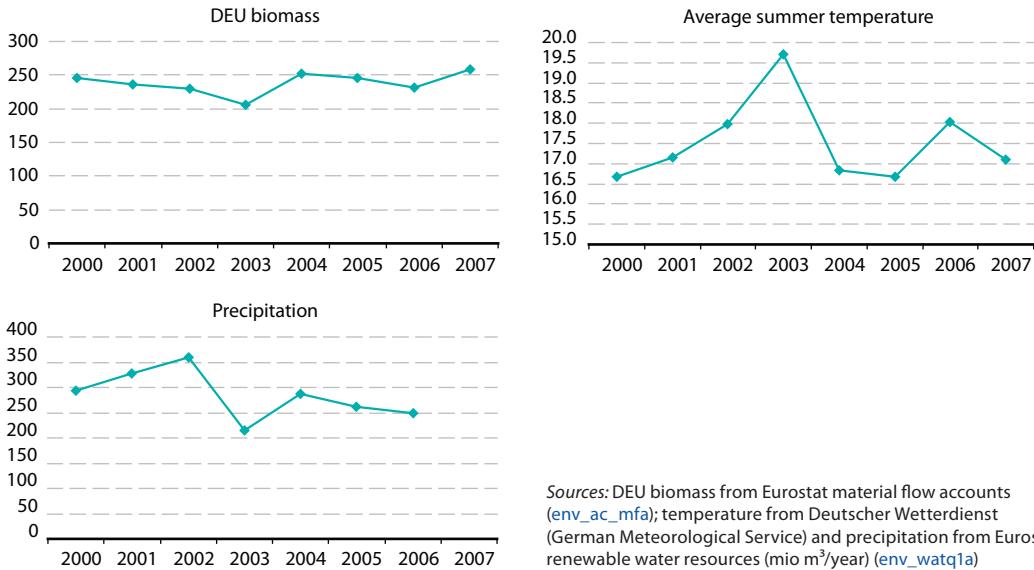 DEU biomass
300
250
200
150
100
50
0
2000 2001 2002 2003 2004 2005 2006 2007
Average summer temperature
20.0
19.5
19.0
18.5
18.0
17.5
17.0
16.5
16.0
15.5
15.0
2000 2001 2002 2003 2004 2005 2006 2007
Precipitation
400
350
300
250
200
150
100
50
0
2000 2001 2002 2003 2004 2005 2006 2007
Sources: DEU biomass from Eurostat material flow accounts
(env_ac_mfa); temperature from Deutscher Wetterdienst
(German Meteorological Service) and precipitation from Euros
renewable water resources (mio m³/year) (env_watq1a)